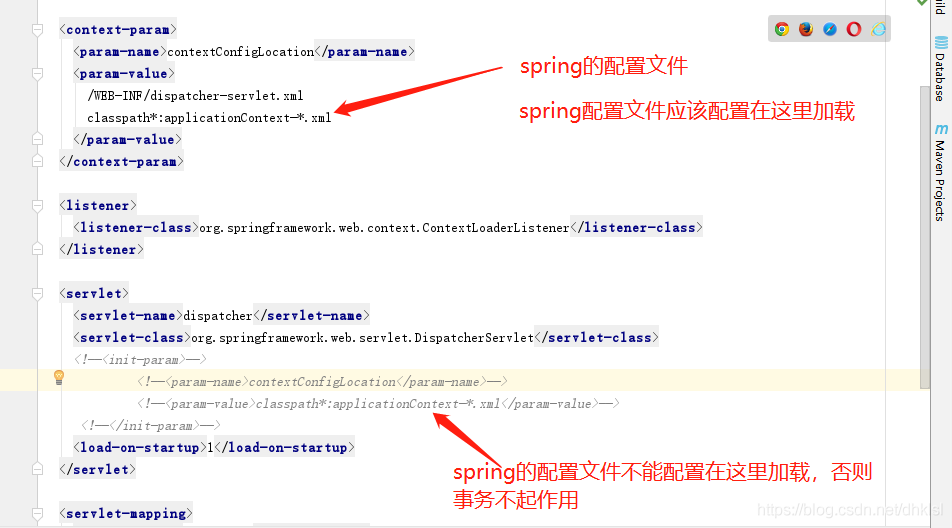 <context-param>
<param-name>contextConfigLocation</param-name>
<param-value>
/WEB-INF/dispatcher-servlet.xml
classpath*:applicationContext-*.xml
</param-value>
</context-param>
spring的配置文件
spring配置文件应该配置在这里加载
<listener>
<listener-class>org.springframework.web.context.ContextLoaderListener</listener-class>
</listener>
<servlet>
<servlet-name>dispatcher</servlet-name>
<servlet-class>org.springframework.web.servlet.DispatcherServlet</servlet-class>
<!--<init-param>-->
<!--<param-name>contextConfigLocation</param-name>-->
<!--<param-value>classpath*:applicationContext-*.xml</param-value>-->
<!--</init-param>-->
<load-on-startup>1</load-on-startup>
</servlet>
spring的配置文件不能配置在这里加载，否则
事务不起作用
<servlet-mapping>
Database
m Maven Projects